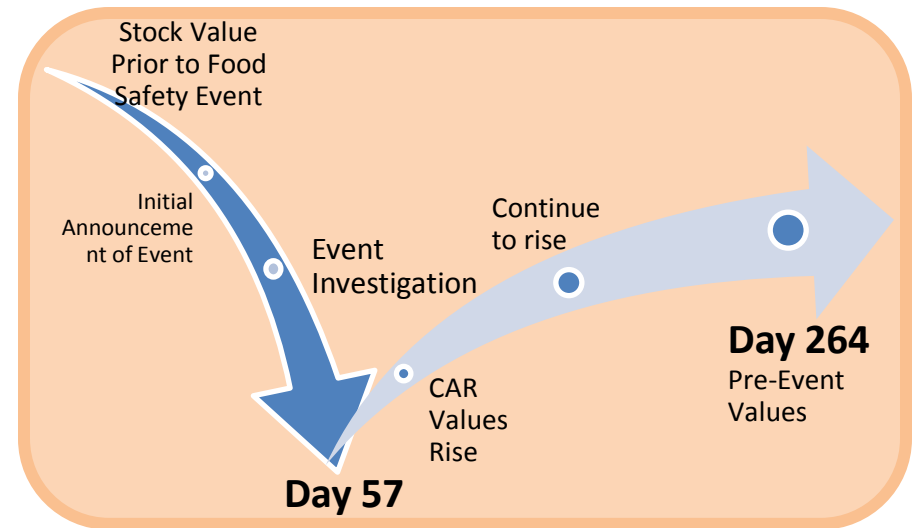 Stock Value
Prior to Food
Safety Event
Initial
Announceme
nt of Event
Event
Investigation
Day 57
CAR
Values
Rise
Continue
to rise
Day 264
Pre-Event
Values